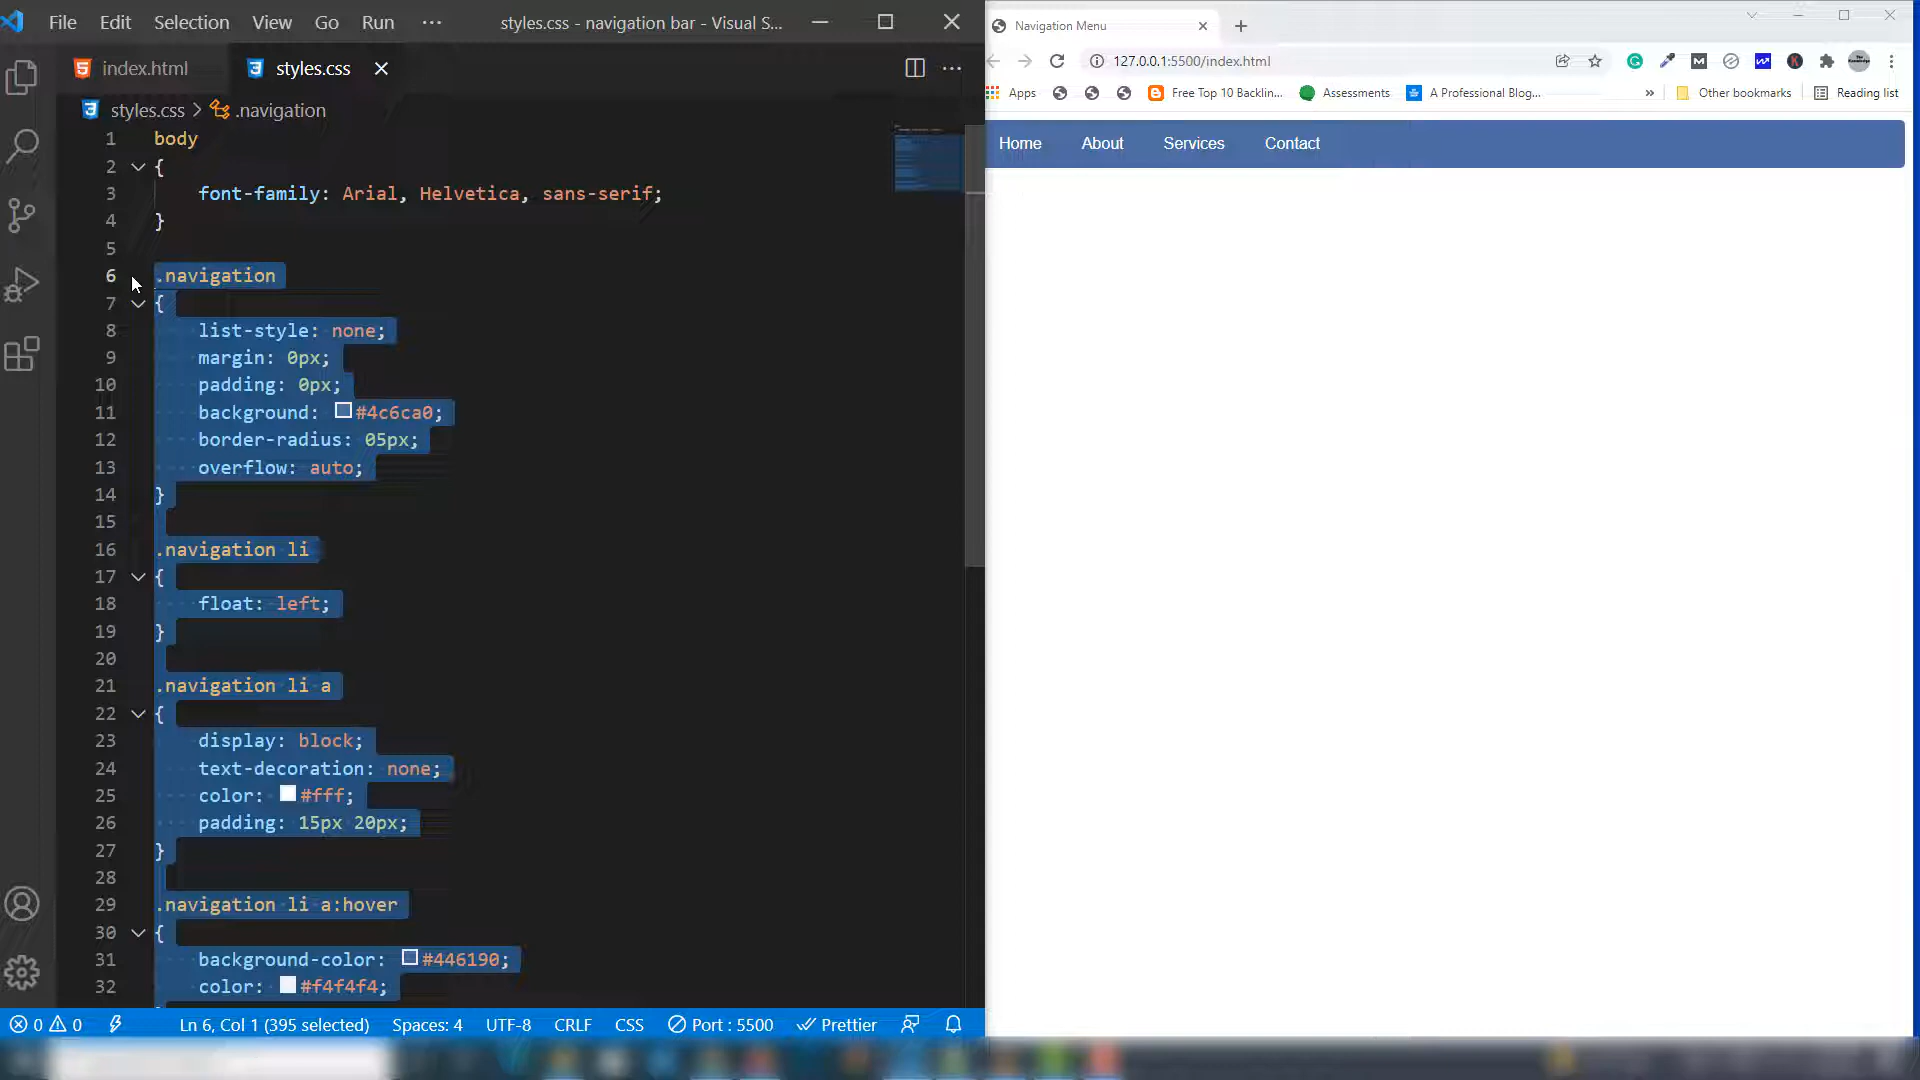 File Edit Selection View Go Run ··· styles.css - navigation bar - Visual S...
index.html styles.css
styles.css > .navigation
1 body
2 {
3 font-family: Arial, Helvetica, sans-serif;
4 }
5
6 .navigation
7 {
8 list-style: none;
9 margin: 0px;
10 padding: 0px;
11 background: #4c6ca0;
12 border-radius: 05px;
13 overflow: auto;
14 }
15
16 .navigation li
17 {
18 float: left;
19 }
20
21 .navigation li a
22 {
23 display: block;
24 text-decoration: none;
25 color: #fff;
26 padding: 15px 20px;
27 }
28
29 .navigation li a:hover
30 {
31 background-color: #446190;
32 color: #f4f4f4;
0 0 Ln 6, Col 1 (395 selected) Spaces: 4 UTF-8 CRLF CSS Port : 5500 Prettier
Navigation Menu
127.0.0.1:5500/index.html
Apps Free Top 10 Backlin... Assessments A Professional Blog... » Other bookmarks Reading list
Home About Services Contact